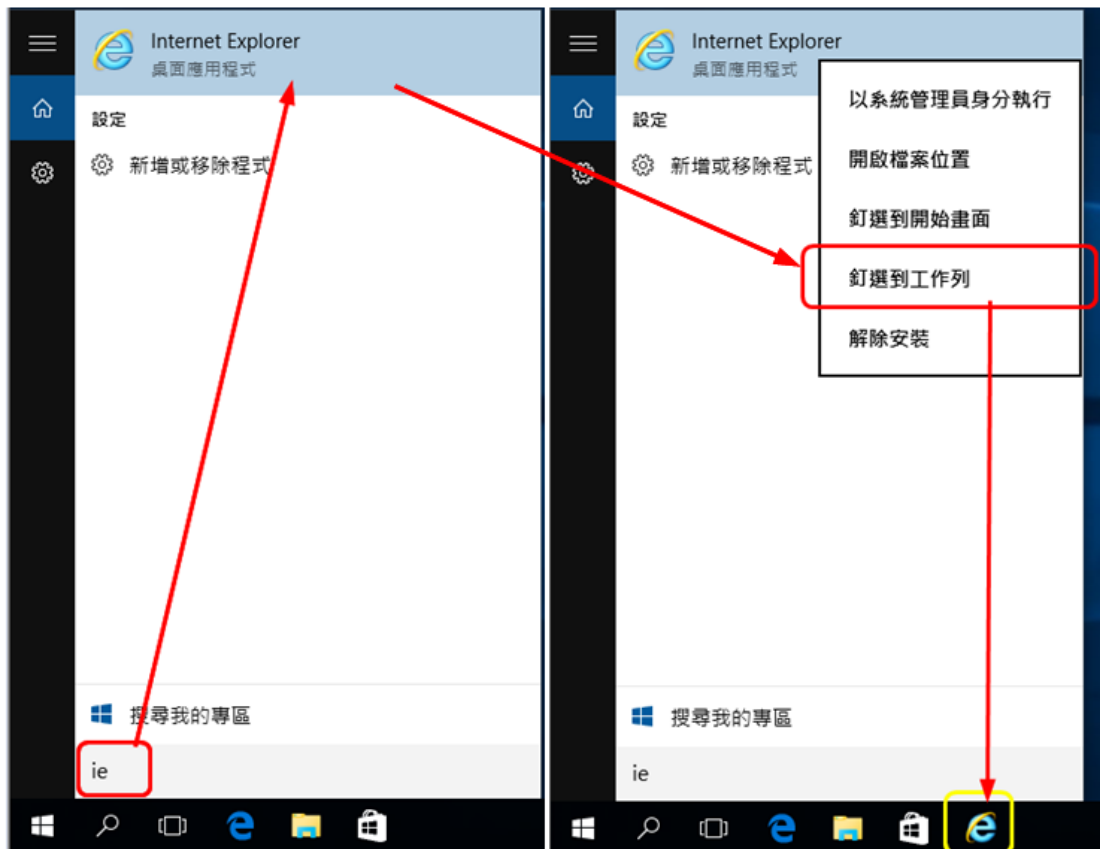 Internet Explorer
桌面應用程式
設定
新增或移除程式
搜尋我的專區
ie
Internet Explorer
桌面應用程式
設定
新增或移除程式
以系統管理員身分執行
開啟檔案位置
釘選到開始畫面
釘選到工作列
解除安裝
搜尋我的專區
ie